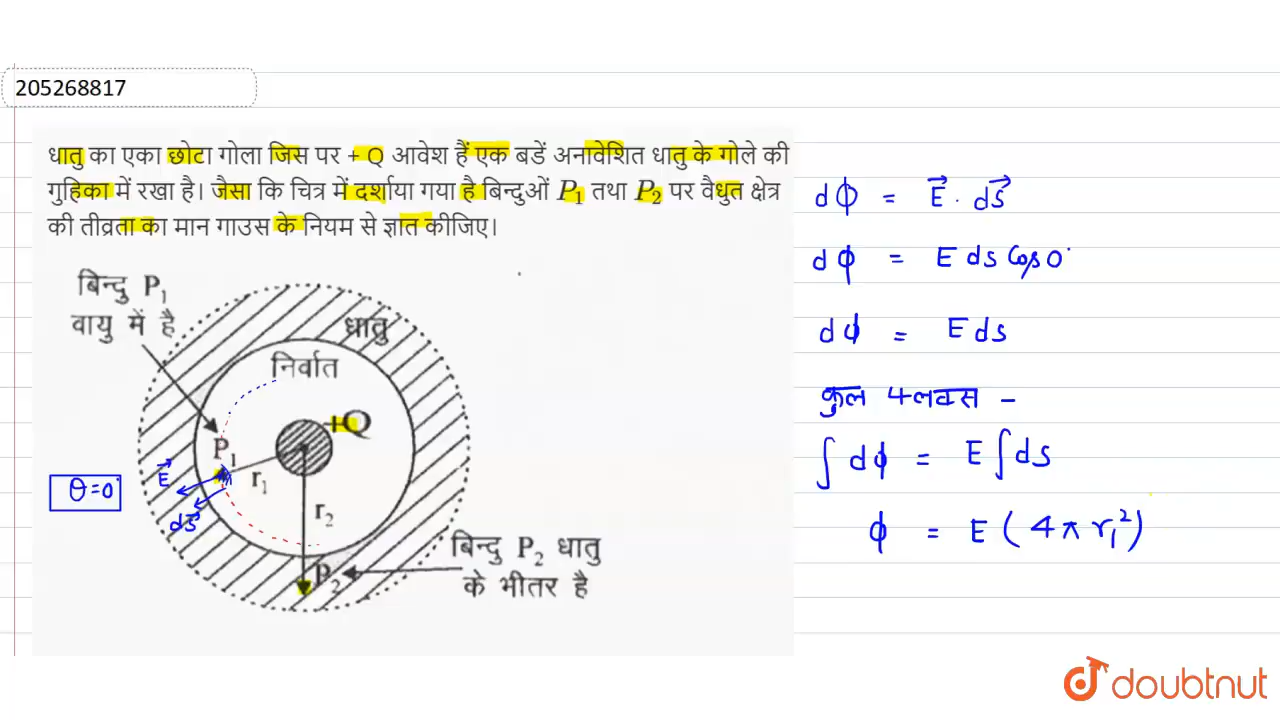 205268817
धातु का एका छोटा गोला जिस पर + Q आवेश हैं एक बडें अनावेशित धातु के गोले की
गुहिका में रखा है। जैसा कि चित्र में दर्शाया गया है बिन्दुओं P₁ तथा P₂ पर वैधुत क्षेत्र
की तीव्रता का मान गाउस के नियम से ज्ञात कीजिए।
बिन्दु P₁
वायु में है
धातु
निर्वात
+Q
P₁
r₁
r₂
E⃗
dS⃗
θ=0°
P₂
बिन्दु P₂ धातु
के भीतर है
dϕ = E⃗ . dS⃗
dϕ = E ds Cos 0°
dϕ = E ds
कुल फ्लक्स –
∫ dϕ = E ∫ ds
ϕ = E ( 4 π r₁² )
doubtnut